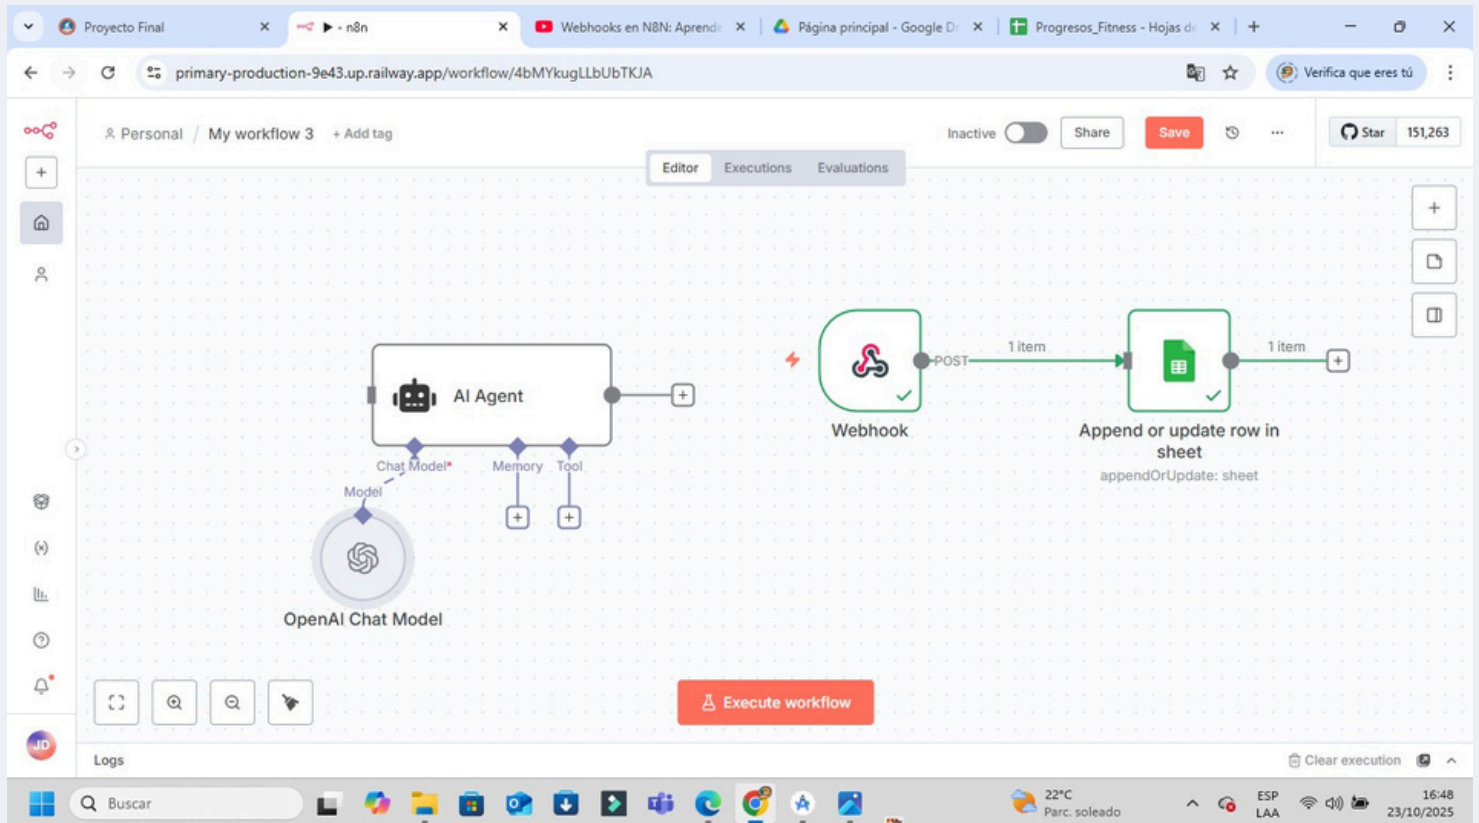 Proyecto Final
▶ - n8n
Webhooks en N8N: Aprende
Página principal - Google Dr
Progresos_Fitness - Hojas de
primary-production-9e43.up.railway.app/workflow/4bMYkugLLbUbTKJA
Verifica que eres tú
Personal / My workflow 3 + Add tag
Inactive
Share
Save
Star 151,263
Editor Executions Evaluations
AI Agent
Chat Model*
Memory
Tool
Model
OpenAI Chat Model
POST
1 item
1 item
Webhook
Append or update row in
sheet
appendOrUpdate: sheet
Execute workflow
JD
Logs
Clear execution
Buscar
22°C
Parc. soleado
ESP
LAA
16:48
23/10/2025